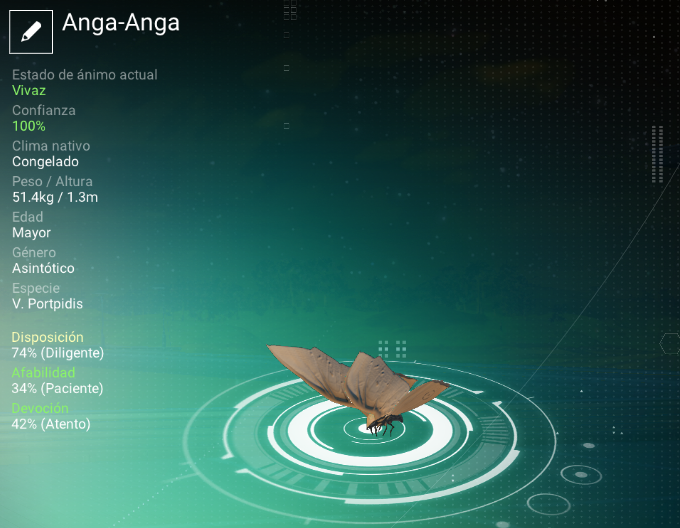 Anga-Anga
Estado de ánimo actual
Vivaz
Confianza
100%
Clima nativo
Congelado
Peso / Altura
51.4kg / 1.3m
Edad
Mayor
Género
Asintótico
Especie
V. Portpidis
Disposición
74% (Diligente)
Afabilidad
34% (Paciente)
Devoción
42% (Atento)